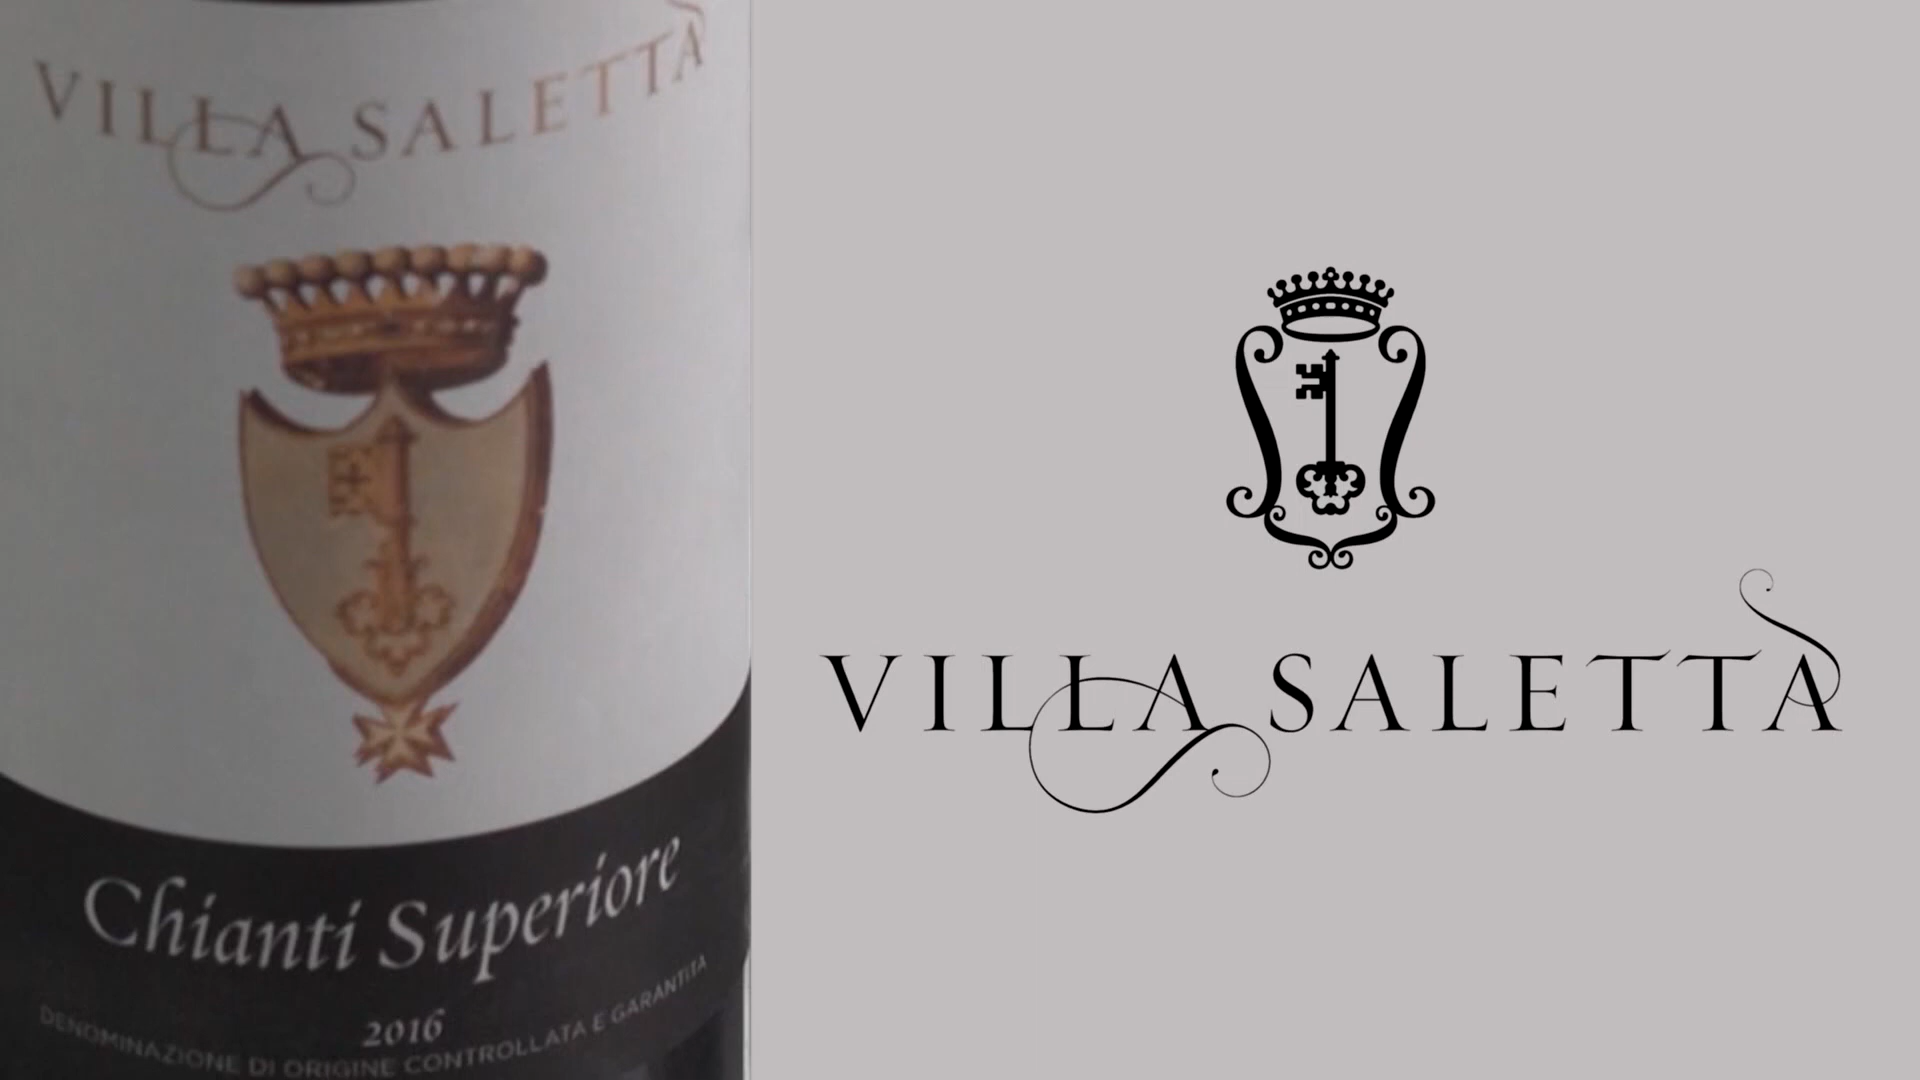 VILLA SALETTA
Chianti Superiore
2016
DENOMINAZIONE DI ORIGINE CONTROLLATA E GARANTITA
VILLA SALETTA